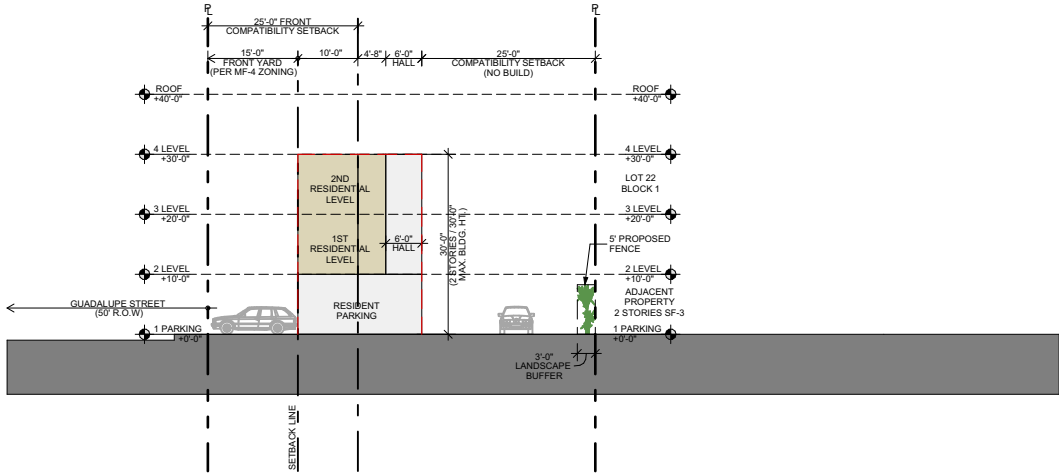 PL
PL
25'-0" FRONT
COMPATIBILITY SETBACK
15'-0"
FRONT YARD
(PER MF-4 ZONING)
10'-0"
4'-8"
6'-0"
HALL
25'-0"
COMPATIBILITY SETBACK
(NO BUILD)
ROOF
+40'-0"
ROOF
+40'-0"
4 LEVEL
+30'-0"
4 LEVEL
+30'-0"
2ND
RESIDENTIAL
LEVEL
LOT 22
BLOCK 1
3 LEVEL
+20'-0"
3 LEVEL
+20'-0"
1ST
RESIDENTIAL
LEVEL
6'-0"
HALL
30'-0"
(2 STORIES / 30'-0"
MAX. BLDG. HT.)
5' PROPOSED
FENCE
2 LEVEL
+10'-0"
2 LEVEL
+10'-0"
GUADALUPE STREET
(50' R.O.W)
RESIDENT
PARKING
ADJACENT
PROPERTY
2 STORIES SF-3
1 PARKING
+0'-0"
1 PARKING
+0'-0"
3'-0"
LANDSCAPE
BUFFER
SETBACK LINE